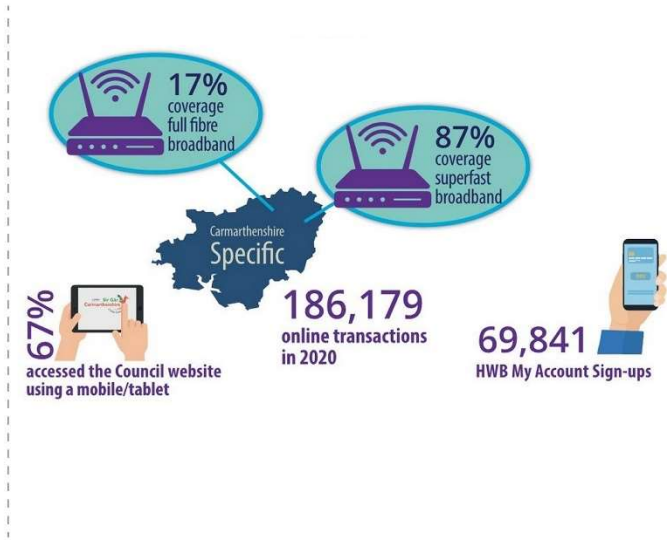 17%
coverage
full fibre
broadband
87%
coverage
superfast
broadband
Carmarthenshire
Specific
67%
accessed the Council website
using a mobile/tablet
186,179
online transactions
in 2020
69,841
HWB My Account Sign-ups